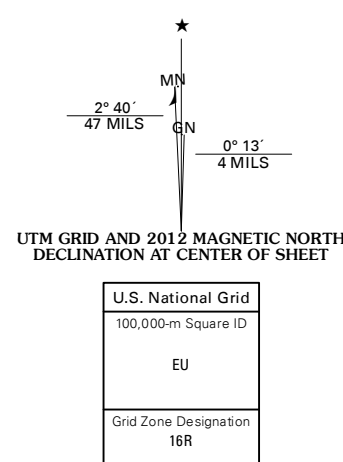 ★
MN
2° 40´
47 MILS
GN
0° 13´
4 MILS
UTM GRID AND 2012 MAGNETIC NORTH
DECLINATION AT CENTER OF SHEET
U.S. National Grid
100,000-m Square ID
EU
Grid Zone Designation
16R